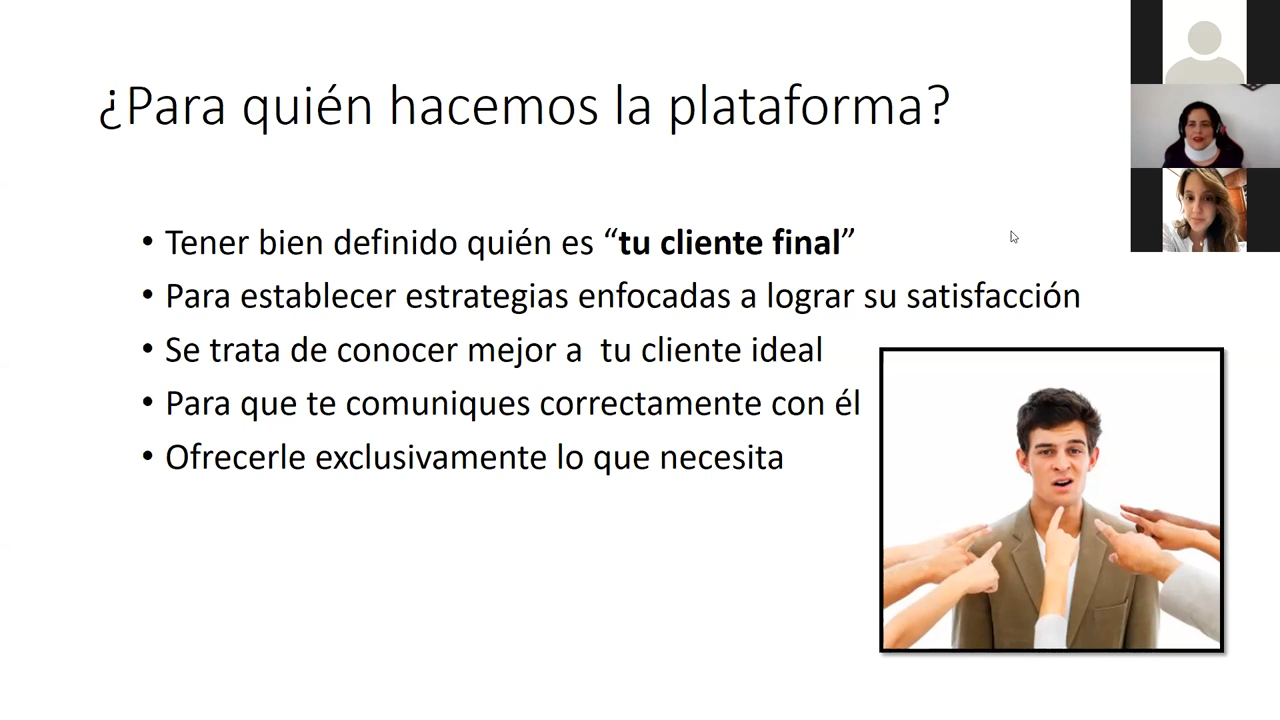 ¿Para quién hacemos la plataforma?
• Tener bien definido quién es “tu cliente final”
• Para establecer estrategias enfocadas a lograr su satisfacción
• Se trata de conocer mejor a  tu cliente ideal
• Para que te comuniques correctamente con él
• Ofrecerle exclusivamente lo que necesita